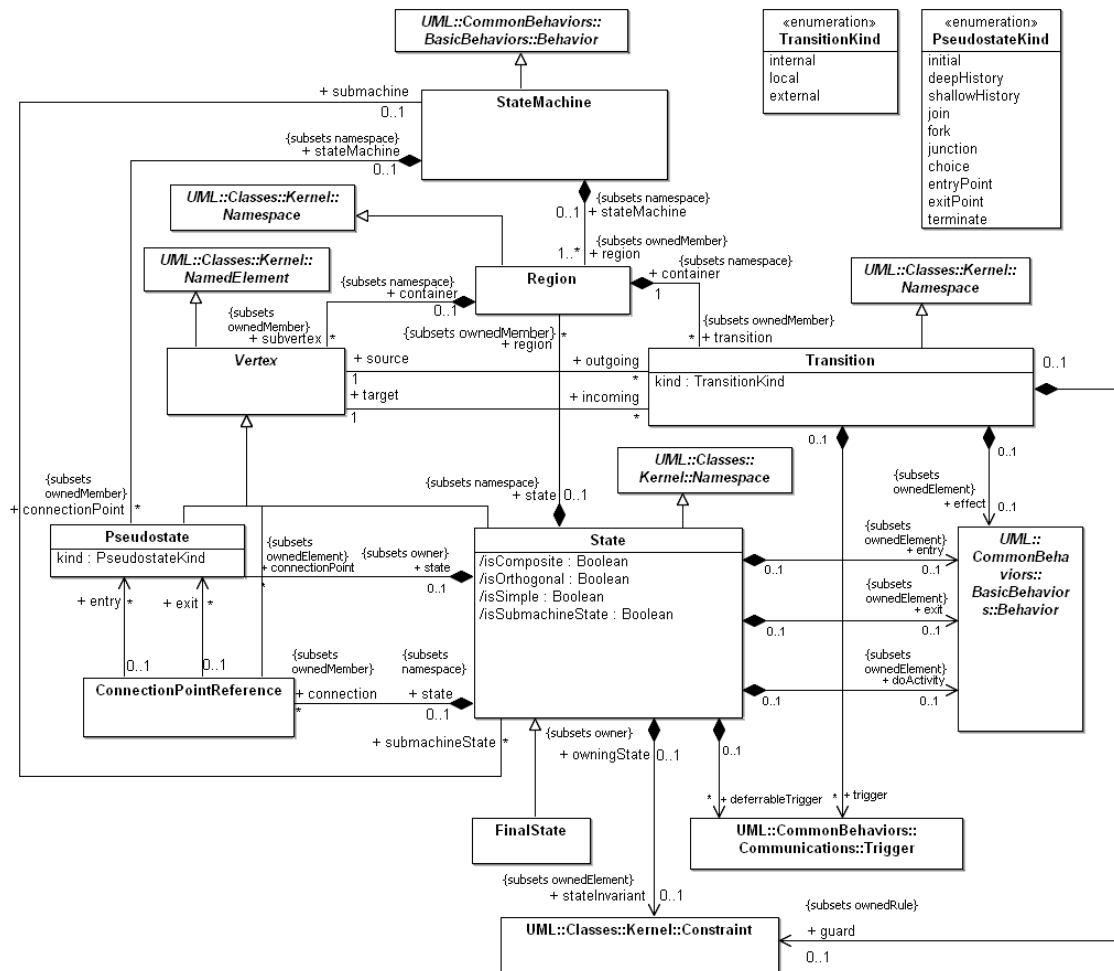 UML::CommonBehaviors::
BasicBehaviors::Behavior
«enumeration»
TransitionKind
internal
local
external
«enumeration»
PseudostateKind
initial
deepHistory
shallowHistory
join
fork
junction
choice
entryPoint
exitPoint
terminate
+ submachine
0..1
StateMachine
{subsets namespace}
+ stateMachine
0..1
{subsets namespace}
0..1
+ stateMachine
UML::Classes::Kernel::
Namespace
{subsets ownedMember}
1..*
+ region
UML::Classes::Kernel::
NamedElement
{subsets namespace}
+ container
0..1
Region
{subsets namespace}
+ container
1
UML::Classes::Kernel::
Namespace
{subsets
ownedMember}
+ subvertex
*
{subsets ownedMember}
*
+ region
{subsets ownedMember}
*
+ transition
Vertex
+ source
1
+ outgoing
*
+ target
1
+ incoming
*
Transition
kind : TransitionKind
0..1
0..1
0..1
{subsets
ownedElement}
+ effect
0..1
UML::Classes::
Kernel::Namespace
{subsets namespace}
+ state
0..1
{subsets
ownedMember}
+ connectionPoint
*
Pseudostate
kind : PseudostateKind
{subsets
ownedElement}
+ connectionPoint
*
{subsets owner}
+ state
0..1
State
/isComposite : Boolean
/isOrthogonal : Boolean
/isSimple : Boolean
/isSubmachineState : Boolean
{subsets
ownedElement}
+ entry
0..1
0..1
{subsets
ownedElement}
+ exit
0..1
0..1
{subsets
ownedElement}
+ doActivity
0..1
0..1
UML::
CommonBeha
viors::
BasicBehavior
s::Behavior
+ entry
*
+ exit
*
0..1
0..1
ConnectionPointReference
{subsets
ownedMember}
+ connection
*
{subsets
namespace}
+ state
0..1
+ submachineState
*
{subsets owner}
+ owningState
0..1
0..1
*
+ deferrableTrigger
*
+ trigger
FinalState
UML::CommonBehaviors::
Communications::Trigger
{subsets ownedElement}
+ stateInvariant
0..1
UML::Classes::Kernel::Constraint
{subsets ownedRule}
+ guard
0..1